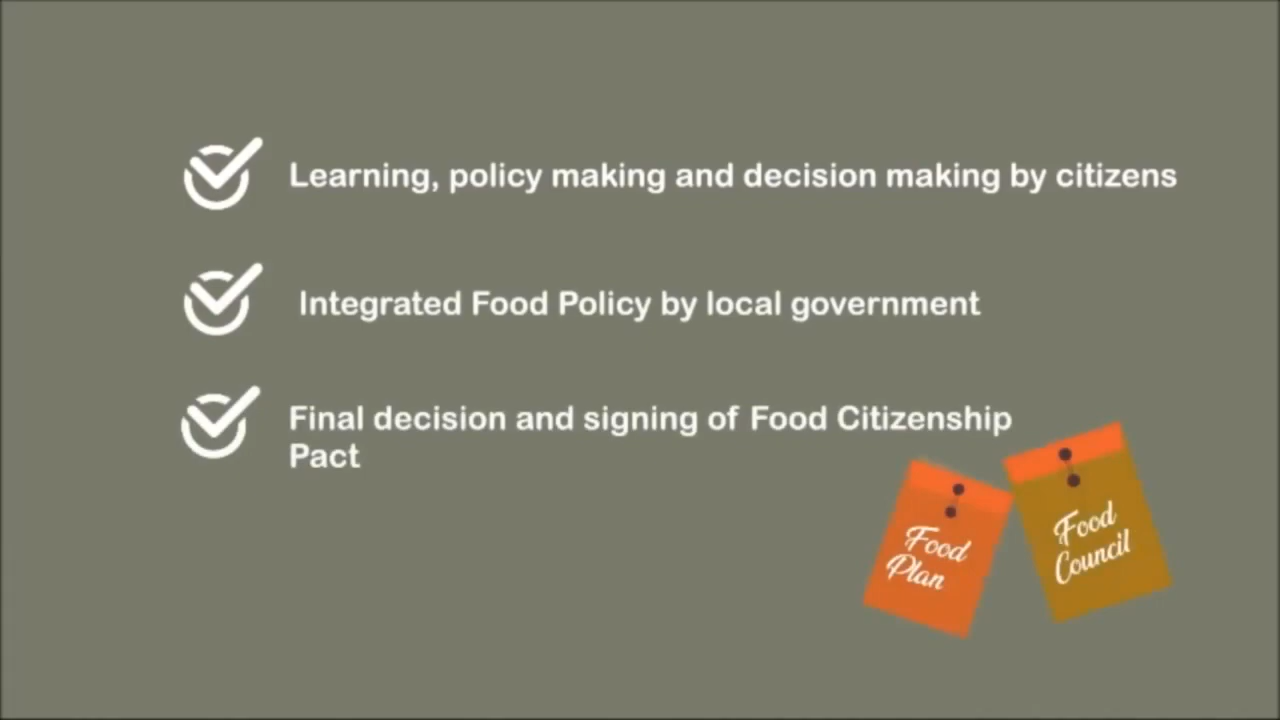 Learning, policy making and decision making by citizens
Integrated Food Policy by local government
Final decision and signing of Food Citizenship
Pact
Food
Plan
Food
Council